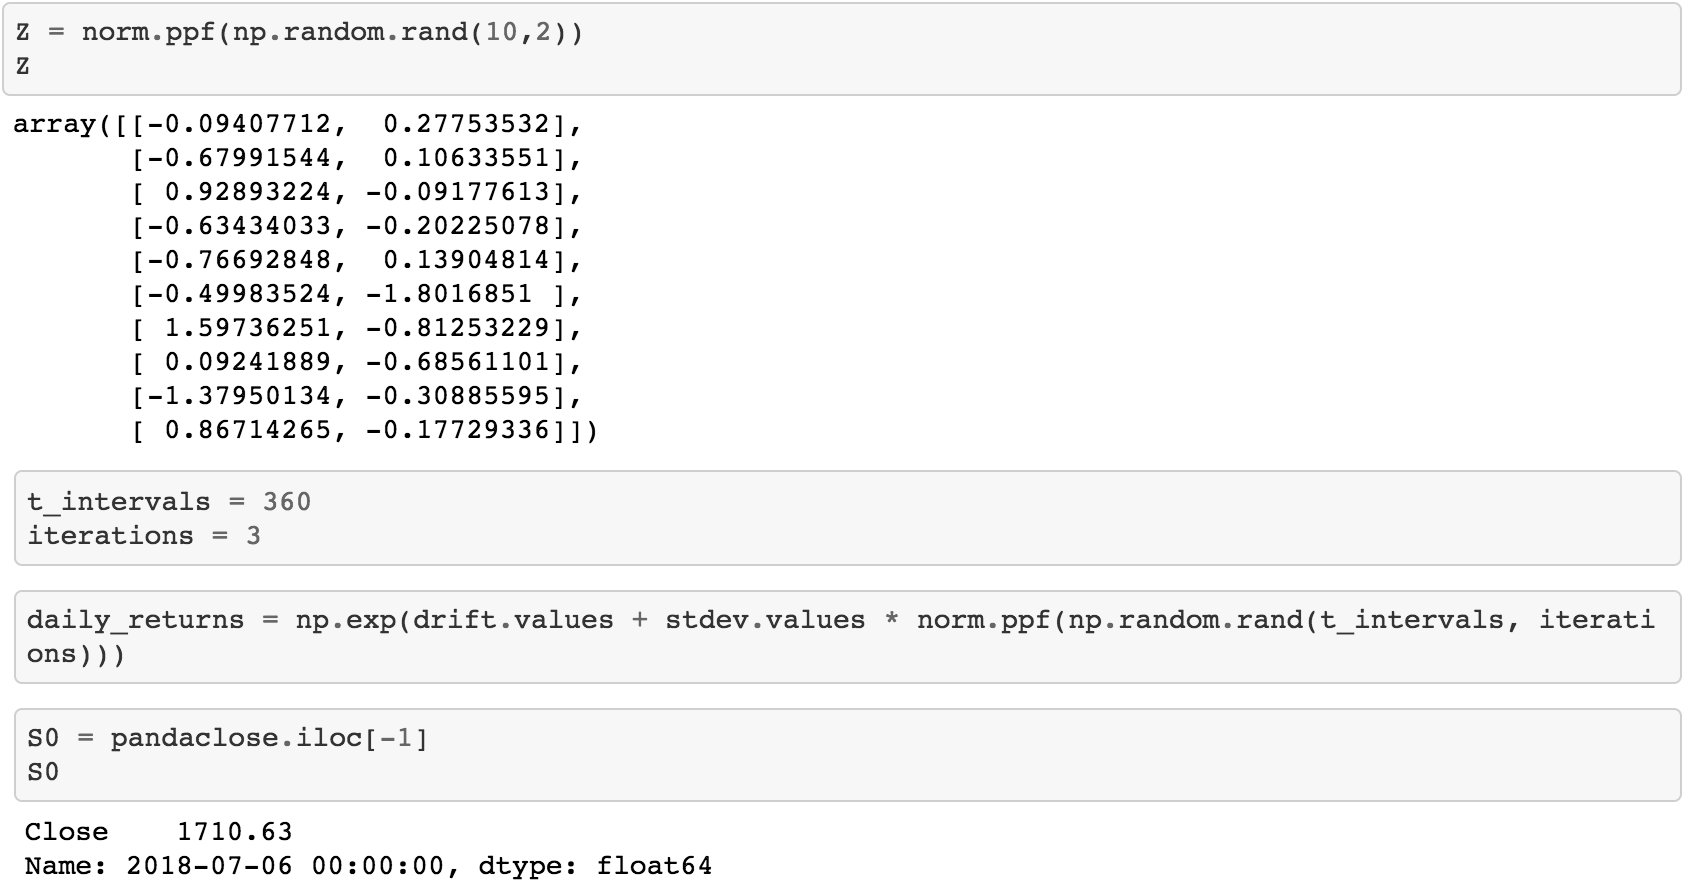 Z = norm.ppf(np.random.rand(10,2))
Z
array([[-0.09407712,  0.27753532],
       [-0.67991544,  0.10633551],
       [ 0.92893224, -0.09177613],
       [-0.63434033, -0.20225078],
       [-0.76692848,  0.13904814],
       [-0.49983524, -1.8016851 ],
       [ 1.59736251, -0.81253229],
       [ 0.09241889, -0.68561101],
       [-1.37950134, -0.30885595],
       [ 0.86714265, -0.17729336]])
t_intervals = 360
iterations = 3
daily_returns = np.exp(drift.values + stdev.values * norm.ppf(np.random.rand(t_intervals, iterati
ons)))
S0 = pandaclose.iloc[-1]
S0
Close    1710.63
Name: 2018-07-06 00:00:00, dtype: float64